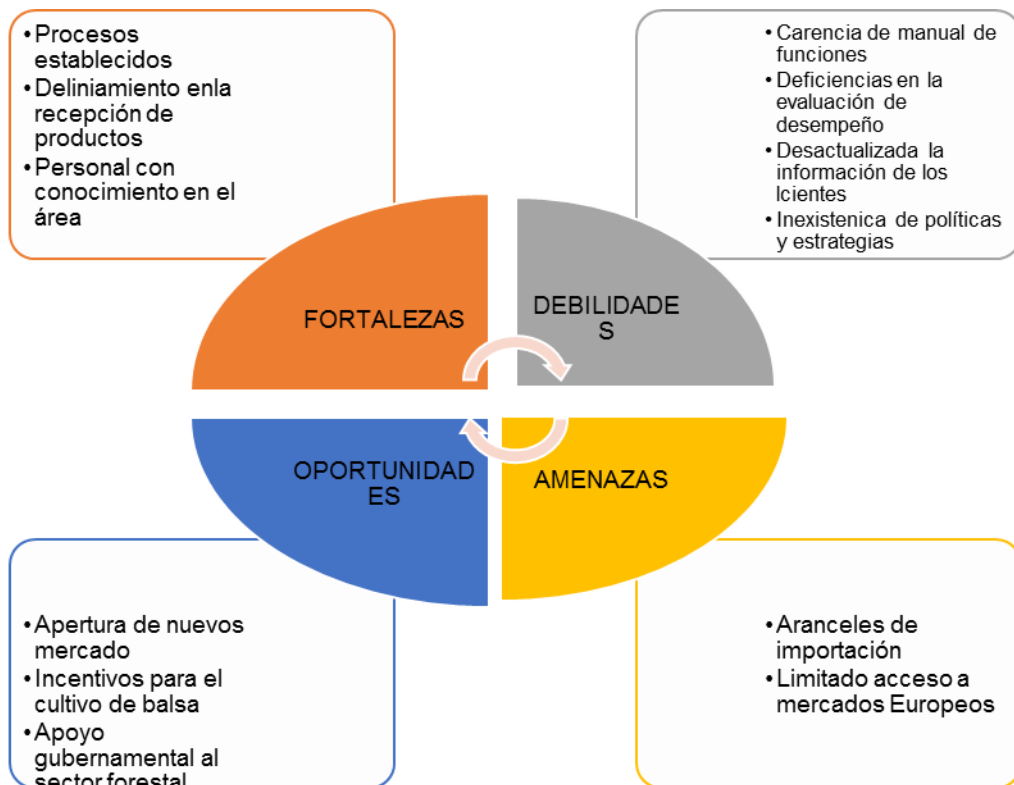 • Procesos
establecidos
• Deliniamiento enla
recepción de
productos
• Personal con
conocimiento en el
área
• Carencia de manual de
funciones
• Deficiencias en la
evaluación de
desempeño
• Desactualizada la
información de los
lcientes
• Inexistenica de políticas
y estrategias
FORTALEZAS
DEBILIDADE
S
OPORTUNIDAD
ES
AMENAZAS
• Apertura de nuevos
mercado
• Incentivos para el
cultivo de balsa
• Apoyo
gubernamental al
sector forestal
• Aranceles de
importación
• Limitado acceso a
mercados Europeos